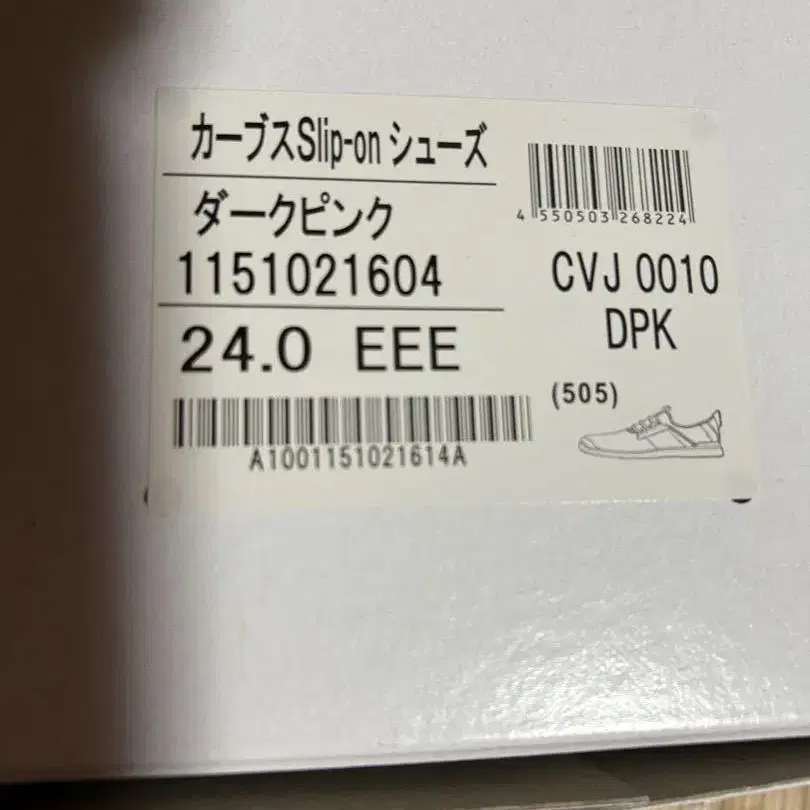 カーブスSlip-on シューズ
ダークピンク
1151021604
24.0 EEE
A1001151021614A
4 550503 268224
CVJ 0010
DPK
(505)